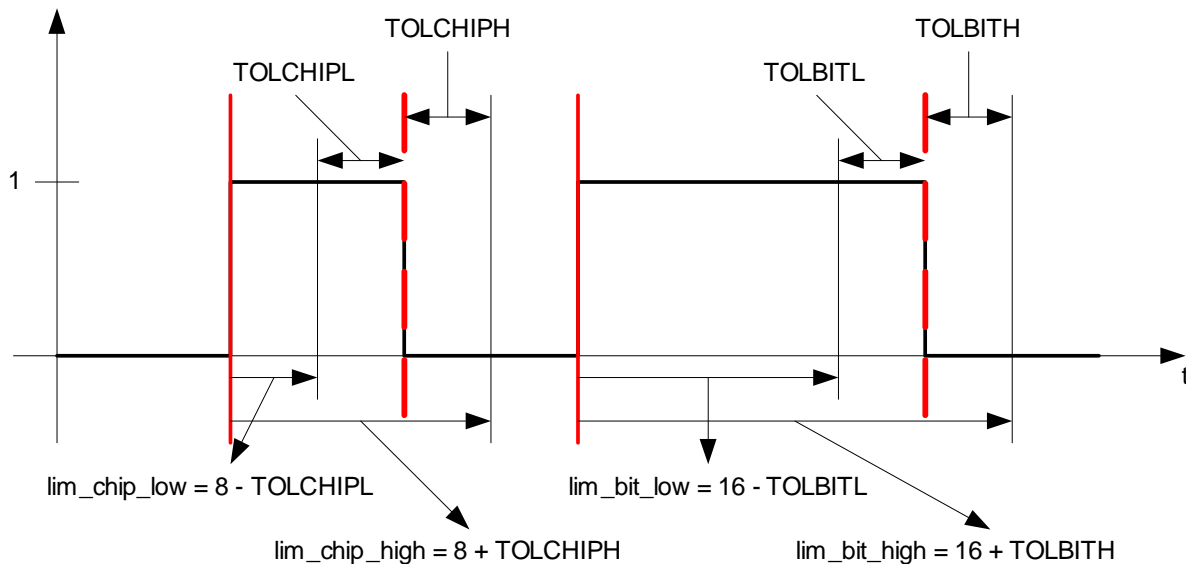 TOLCHIPH
TOLBITH
TOLCHIPL
TOLBITL
1
t
lim_chip_low = 8 - TOLCHIPL
lim_bit_low = 16 - TOLBITL
lim_chip_high = 8 + TOLCHIPH
lim_bit_high = 16 + TOLBITH